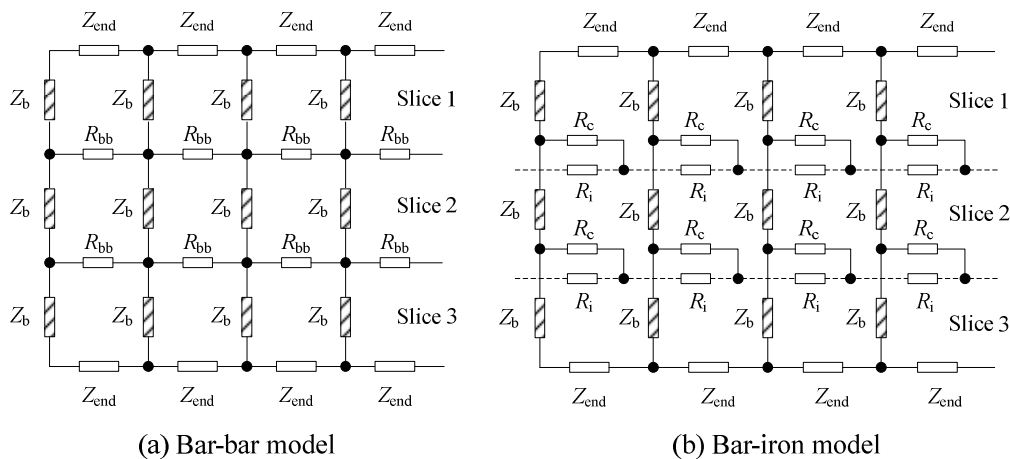 Z_end Z_end Z_end Z_end
Z_b Z_b Z_b Z_b Slice 1
R_bb R_bb R_bb R_bb
Z_b Z_b Z_b Z_b Slice 2
R_bb R_bb R_bb R_bb
Z_b Z_b Z_b Z_b Slice 3
Z_end Z_end Z_end Z_end
(a) Bar-bar model
Z_end Z_end Z_end Z_end
Z_b Z_b Z_b Z_b Slice 1
R_c R_c R_c R_c
R_i R_i R_i R_i
Z_b Z_b Z_b Z_b Slice 2
R_c R_c R_c R_c
R_i R_i R_i R_i
Z_b Z_b Z_b Z_b Slice 3
Z_end Z_end Z_end Z_end
(b) Bar-iron model